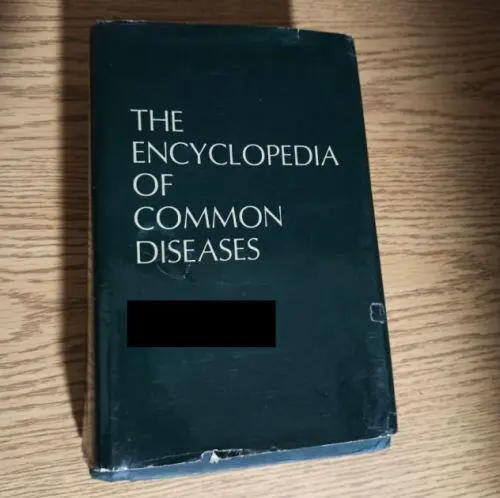 THE
ENCYCLOPEDIA
OF
COMMON
DISEASES